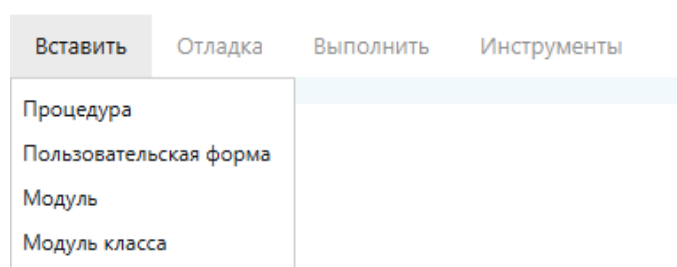 Вставить Отладка Выполнить Инструменты
Процедура
Пользовательская форма
Модуль
Модуль класса